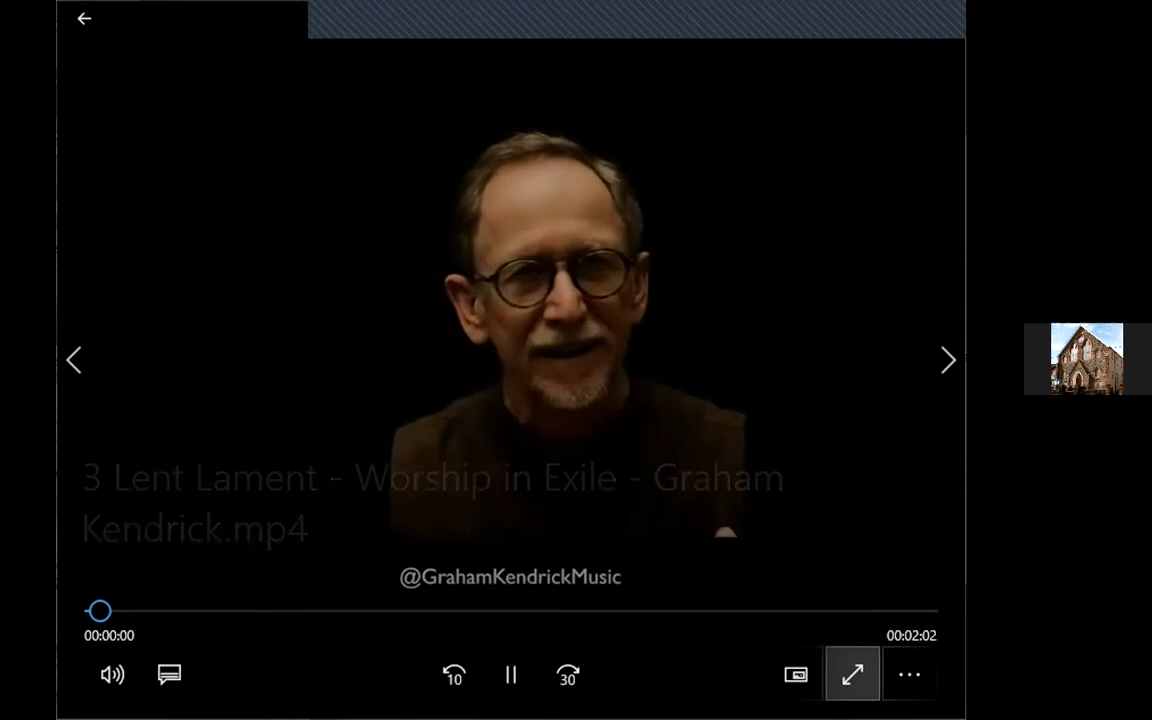 3 Lent Lament - Worship in Exile - Graham
Kendrick.mp4
@GrahamKendrickMusic
00:00:00
00:02:02
10
30